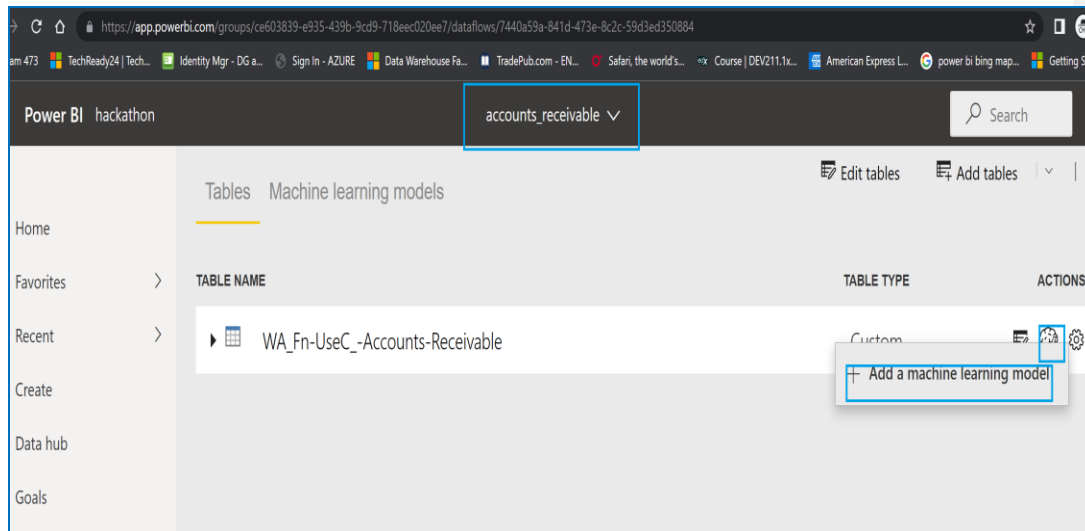 https://app.powerbi.com/groups/ce603839-e935-439b-9cd9-718eec020ee7/dataflows/7440a59a-841d-473e-8c2c-59d3ed350884
am 473 TechReady24 | Tech... Identity Mgr - DG a... Sign In - AZURE Data Warehouse Fa... TradePub.com - EN... Safari, the world's... Course | DEV211.1x... American Express L... power bi bing map... Getting S
Power BI hackathon accounts_receivable Search
Edit tables Add tables
Tables Machine learning models
Home
Favorites
TABLE NAME TABLE TYPE ACTIONS
Recent
WA_Fn-UseC_-Accounts-Receivable Custom
+ Add a machine learning model
Create
Data hub
Goals